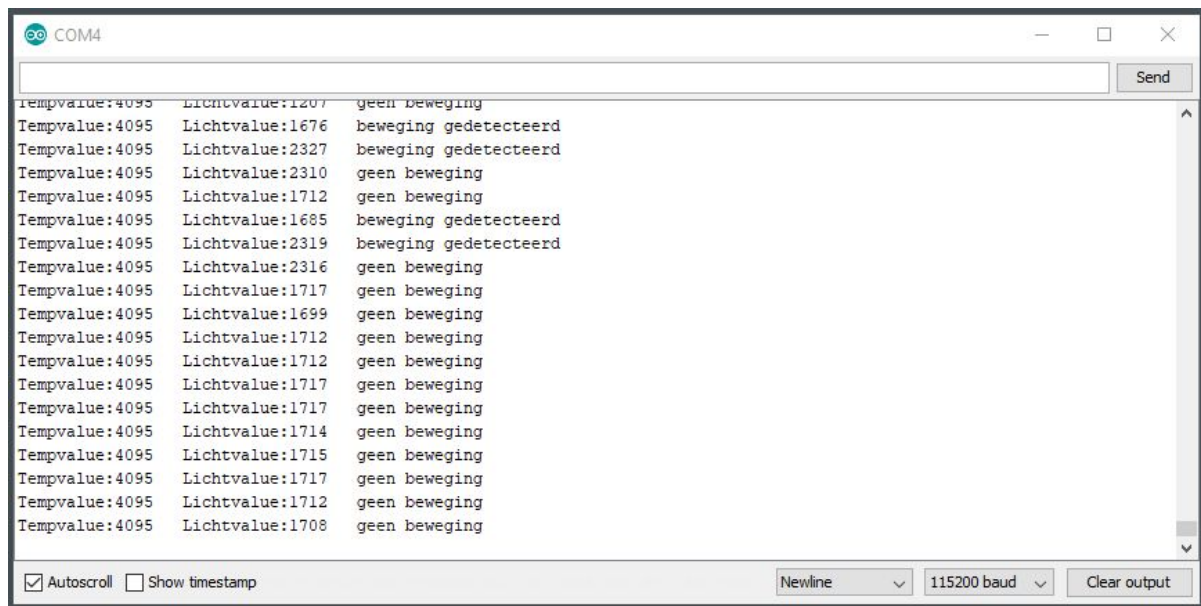 COM4
Send
Tempvalue:4095 Lichtvalue:1207 geen beweging
Tempvalue:4095 Lichtvalue:1676 beweging gedetecteerd
Tempvalue:4095 Lichtvalue:2327 beweging gedetecteerd
Tempvalue:4095 Lichtvalue:2310 geen beweging
Tempvalue:4095 Lichtvalue:1712 geen beweging
Tempvalue:4095 Lichtvalue:1685 beweging gedetecteerd
Tempvalue:4095 Lichtvalue:2319 beweging gedetecteerd
Tempvalue:4095 Lichtvalue:2316 geen beweging
Tempvalue:4095 Lichtvalue:1717 geen beweging
Tempvalue:4095 Lichtvalue:1699 geen beweging
Tempvalue:4095 Lichtvalue:1712 geen beweging
Tempvalue:4095 Lichtvalue:1712 geen beweging
Tempvalue:4095 Lichtvalue:1717 geen beweging
Tempvalue:4095 Lichtvalue:1717 geen beweging
Tempvalue:4095 Lichtvalue:1714 geen beweging
Tempvalue:4095 Lichtvalue:1715 geen beweging
Tempvalue:4095 Lichtvalue:1717 geen beweging
Tempvalue:4095 Lichtvalue:1712 geen beweging
Tempvalue:4095 Lichtvalue:1708 geen beweging
Autoscroll Show timestamp Newline 115200 baud Clear output